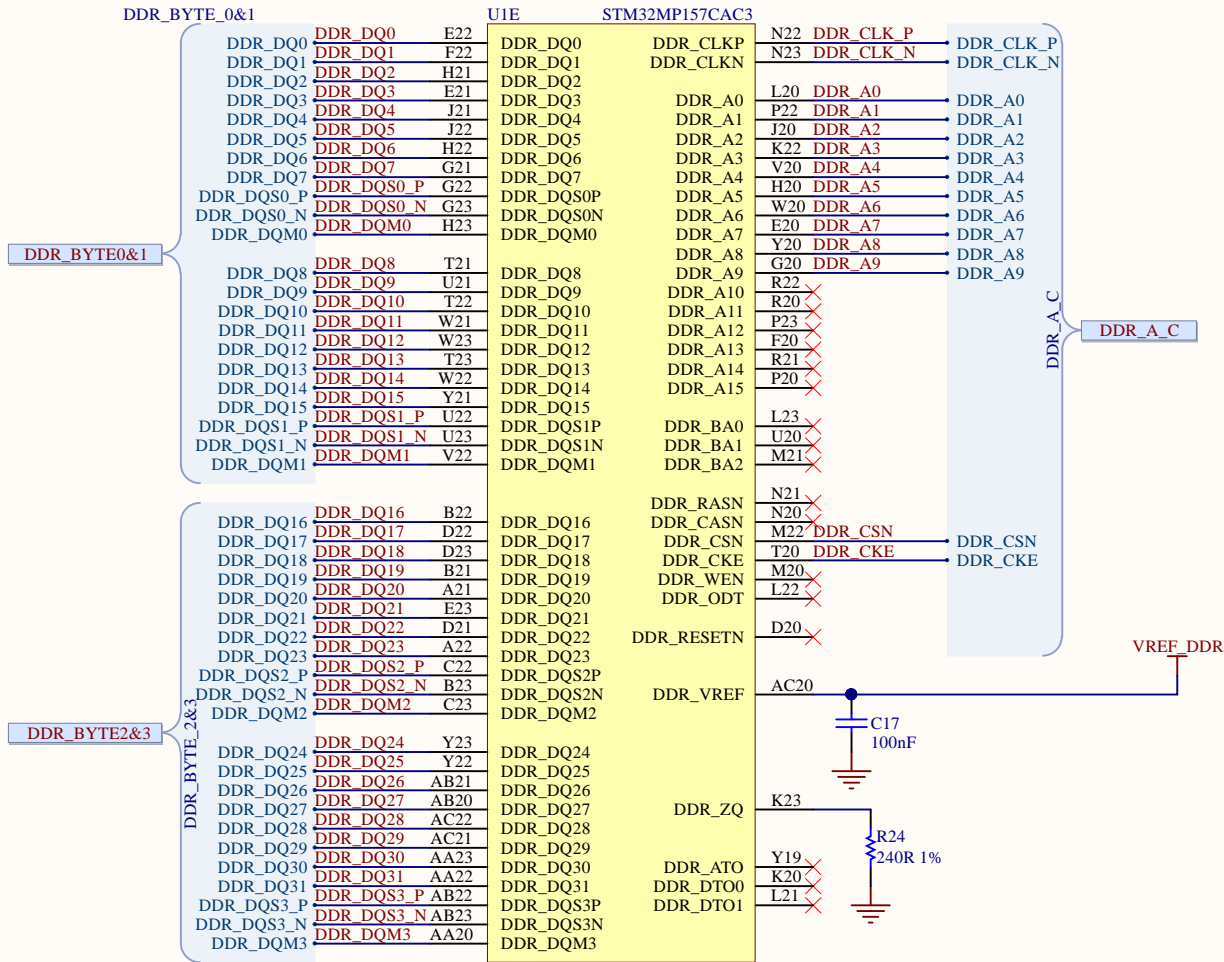 DDR_BYTE_0&1 U1E STM32MP157CAC3
DDR_DQ0 DDR_DQ0 E22 DDR_DQ0 DDR_CLKP N22 DDR_CLK_P DDR_CLK_P
DDR_DQ1 DDR_DQ1 F22 DDR_DQ1 DDR_CLKN N23 DDR_CLK_N DDR_CLK_N
DDR_DQ2 DDR_DQ2 H21 DDR_DQ2
DDR_DQ3 DDR_DQ3 E21 DDR_DQ3 DDR_A0 L20 DDR_A0 DDR_A0
DDR_DQ4 DDR_DQ4 J21 DDR_DQ4 DDR_A1 P22 DDR_A1 DDR_A1
DDR_DQ5 DDR_DQ5 J22 DDR_DQ5 DDR_A2 J20 DDR_A2 DDR_A2
DDR_DQ6 DDR_DQ6 H22 DDR_DQ6 DDR_A3 K22 DDR_A3 DDR_A3
DDR_DQ7 DDR_DQ7 G21 DDR_DQ7 DDR_A4 V20 DDR_A4 DDR_A4
DDR_DQS0_P DDR_DQS0_P G22 DDR_DQS0P DDR_A5 H20 DDR_A5 DDR_A5
DDR_DQS0_N DDR_DQS0_N G23 DDR_DQS0N DDR_A6 W20 DDR_A6 DDR_A6
DDR_DQM0 DDR_DQM0 H23 DDR_DQM0 DDR_A7 E20 DDR_A7 DDR_A7
DDR_BYTE0&1 DDR_A8 Y20 DDR_A8 DDR_A8
DDR_DQ8 DDR_DQ8 T21 DDR_DQ8 DDR_A9 G20 DDR_A9 DDR_A9
DDR_DQ9 DDR_DQ9 U21 DDR_DQ9 DDR_A10 R22
DDR_DQ10 DDR_DQ10 T22 DDR_DQ10 DDR_A11 R20
DDR_DQ11 DDR_DQ11 W21 DDR_DQ11 DDR_A12 P23 DDR_A_C DDR_A_C
DDR_DQ12 DDR_DQ12 W23 DDR_DQ12 DDR_A13 F20
DDR_DQ13 DDR_DQ13 T23 DDR_DQ13 DDR_A14 R21
DDR_DQ14 DDR_DQ14 W22 DDR_DQ14 DDR_A15 P20
DDR_DQ15 DDR_DQ15 Y21 DDR_DQ15
DDR_DQS1_P DDR_DQS1_P U22 DDR_DQS1P DDR_BA0 L23
DDR_DQS1_N DDR_DQS1_N U23 DDR_DQS1N DDR_BA1 U20
DDR_DQM1 DDR_DQM1 V22 DDR_DQM1 DDR_BA2 M21
DDR_RASN N21
DDR_DQ16 DDR_DQ16 B22 DDR_DQ16 DDR_CASN N20
DDR_DQ17 DDR_DQ17 D22 DDR_DQ17 DDR_CSN M22 DDR_CSN DDR_CSN
DDR_DQ18 DDR_DQ18 D23 DDR_DQ18 DDR_CKE T20 DDR_CKE DDR_CKE
DDR_DQ19 DDR_DQ19 B21 DDR_DQ19 DDR_WEN M20
DDR_DQ20 DDR_DQ20 A21 DDR_DQ20 DDR_ODT L22
DDR_DQ21 DDR_DQ21 E23 DDR_DQ21
DDR_DQ22 DDR_DQ22 D21 DDR_DQ22 DDR_RESETN D20
DDR_DQ23 DDR_DQ23 A22 DDR_DQ23 VREF_DDR
DDR_DQS2_P DDR_DQS2_P C22 DDR_DQS2P
DDR_DQS2_N DDR_DQS2_N B23 DDR_DQS2N DDR_VREF AC20
DDR_DQM2 DDR_DQM2 C23 DDR_DQM2
DDR_BYTE2&3 DDR_BYTE_2&3 C17
DDR_DQ24 DDR_DQ24 Y23 DDR_DQ24 100nF
DDR_DQ25 DDR_DQ25 Y22 DDR_DQ25
DDR_DQ26 DDR_DQ26 AB21 DDR_DQ26
DDR_DQ27 DDR_DQ27 AB20 DDR_DQ27 DDR_ZQ K23
DDR_DQ28 DDR_DQ28 AC22 DDR_DQ28 R24
DDR_DQ29 DDR_DQ29 AC21 DDR_DQ29 240R 1%
DDR_DQ30 DDR_DQ30 AA23 DDR_DQ30 DDR_ATO Y19
DDR_DQ31 DDR_DQ31 AA22 DDR_DQ31 DDR_DTO0 K20
DDR_DQS3_P DDR_DQS3_P AB22 DDR_DQS3P DDR_DTO1 L21
DDR_DQS3_N DDR_DQS3_N AB23 DDR_DQS3N
DDR_DQM3 DDR_DQM3 AA20 DDR_DQM3